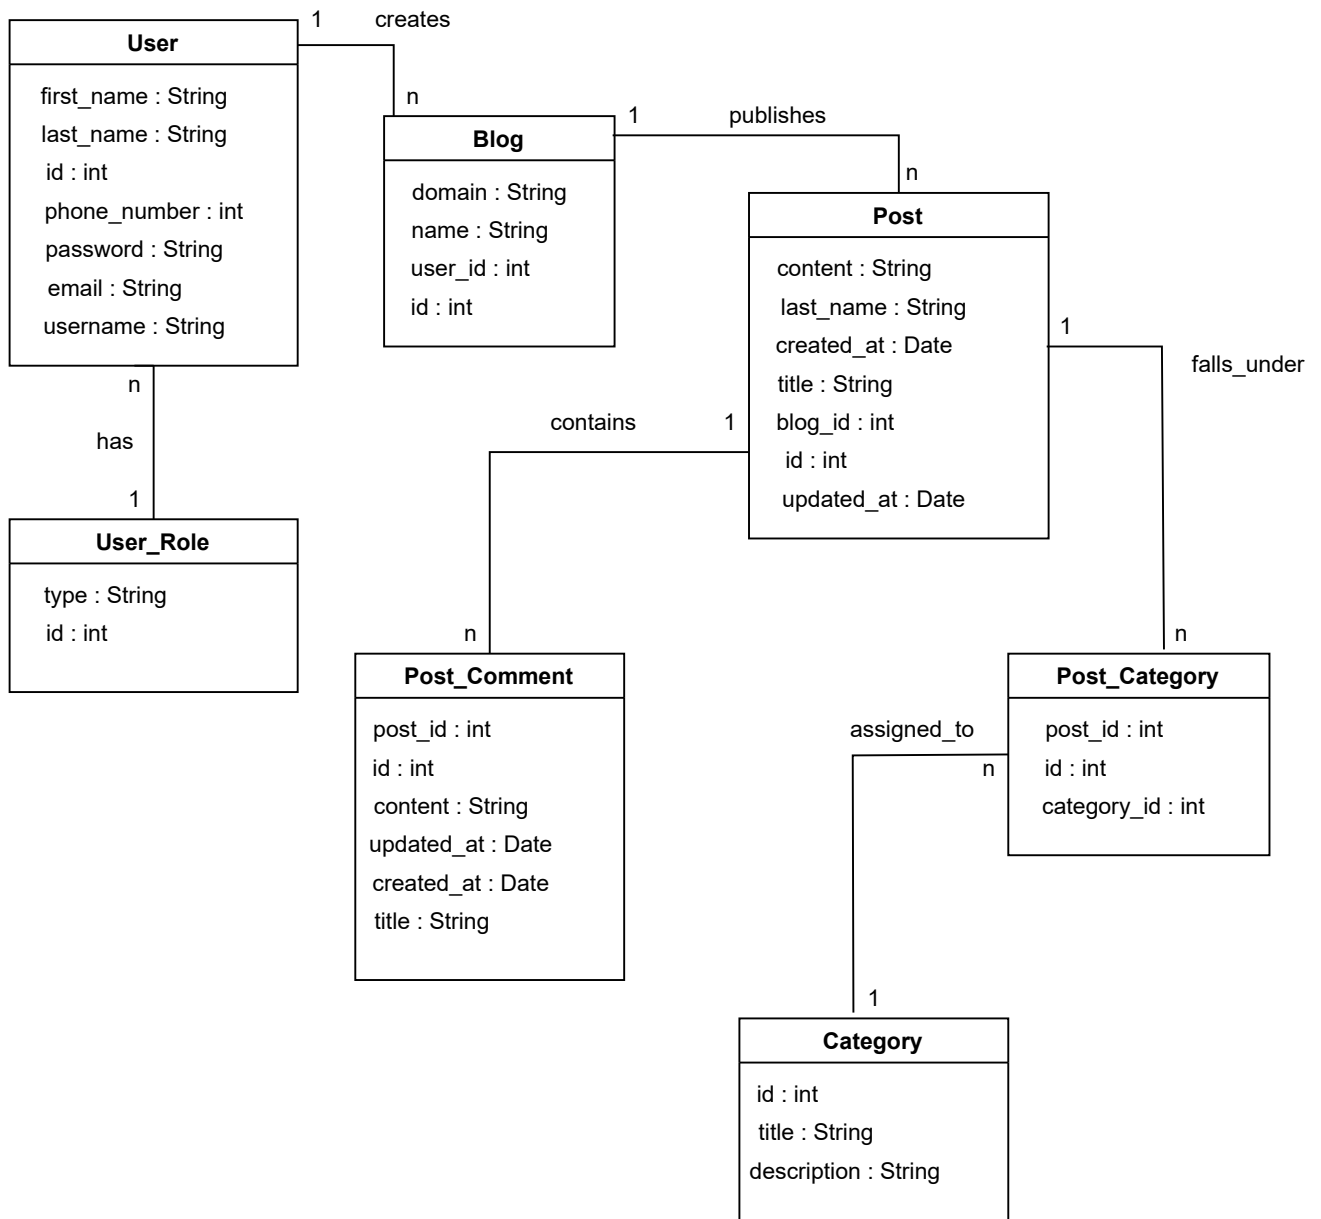 1
creates
User
first_name : String
last_name : String
id : int
phone_number : int
password : String
email : String
username : String
n
Blog
domain : String
name : String
user_id : int
id : int
1
publishes
n
Post
content : String
last_name : String
created_at : Date
title : String
blog_id : int
id : int
updated_at : Date
1
falls_under
n
has
1
User_Role
type : String
id : int
contains
1
n
Post_Comment
post_id : int
id : int
content : String
updated_at : Date
created_at : Date
title : String
n
Post_Category
post_id : int
id : int
category_id : int
assigned_to
n
1
Category
id : int
title : String
description : String